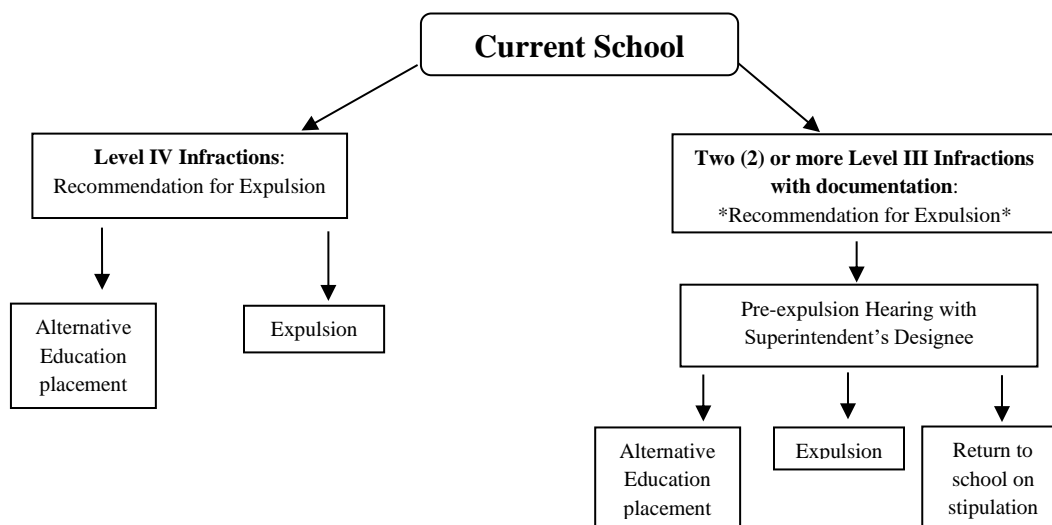 Current School
Level IV Infractions:
Recommendation for Expulsion
Two (2) or more Level III Infractions
with documentation:
*Recommendation for Expulsion*
Alternative
Education
placement
Expulsion
Pre-expulsion Hearing with
Superintendent’s Designee
Alternative
Education
placement
Expulsion
Return to
school on
stipulation